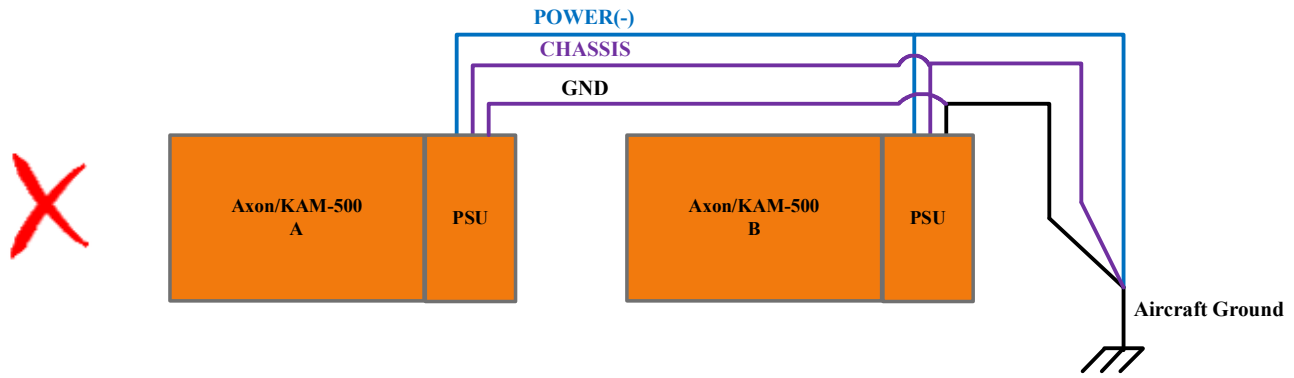 POWER(-)
CHASSIS
GND
Axon/KAM-500
A
PSU
Axon/KAM-500
B
PSU
Aircraft Ground